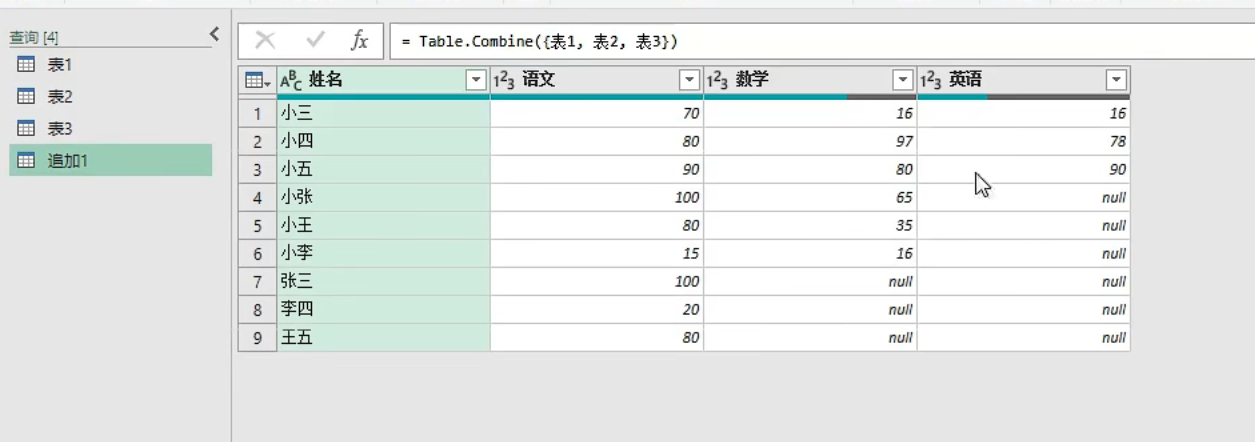 查询 [4]
表1
表2
表3
追加1
fx = Table.Combine({表1, 表2, 表3})
ABC 姓名 123 语文 123 数学 123 英语
1 小三 70 16 16
2 小四 80 97 78
3 小五 90 80 90
4 小张 100 65 null
5 小王 80 35 null
6 小李 15 16 null
7 张三 100 null null
8 李四 20 null null
9 王五 80 null null